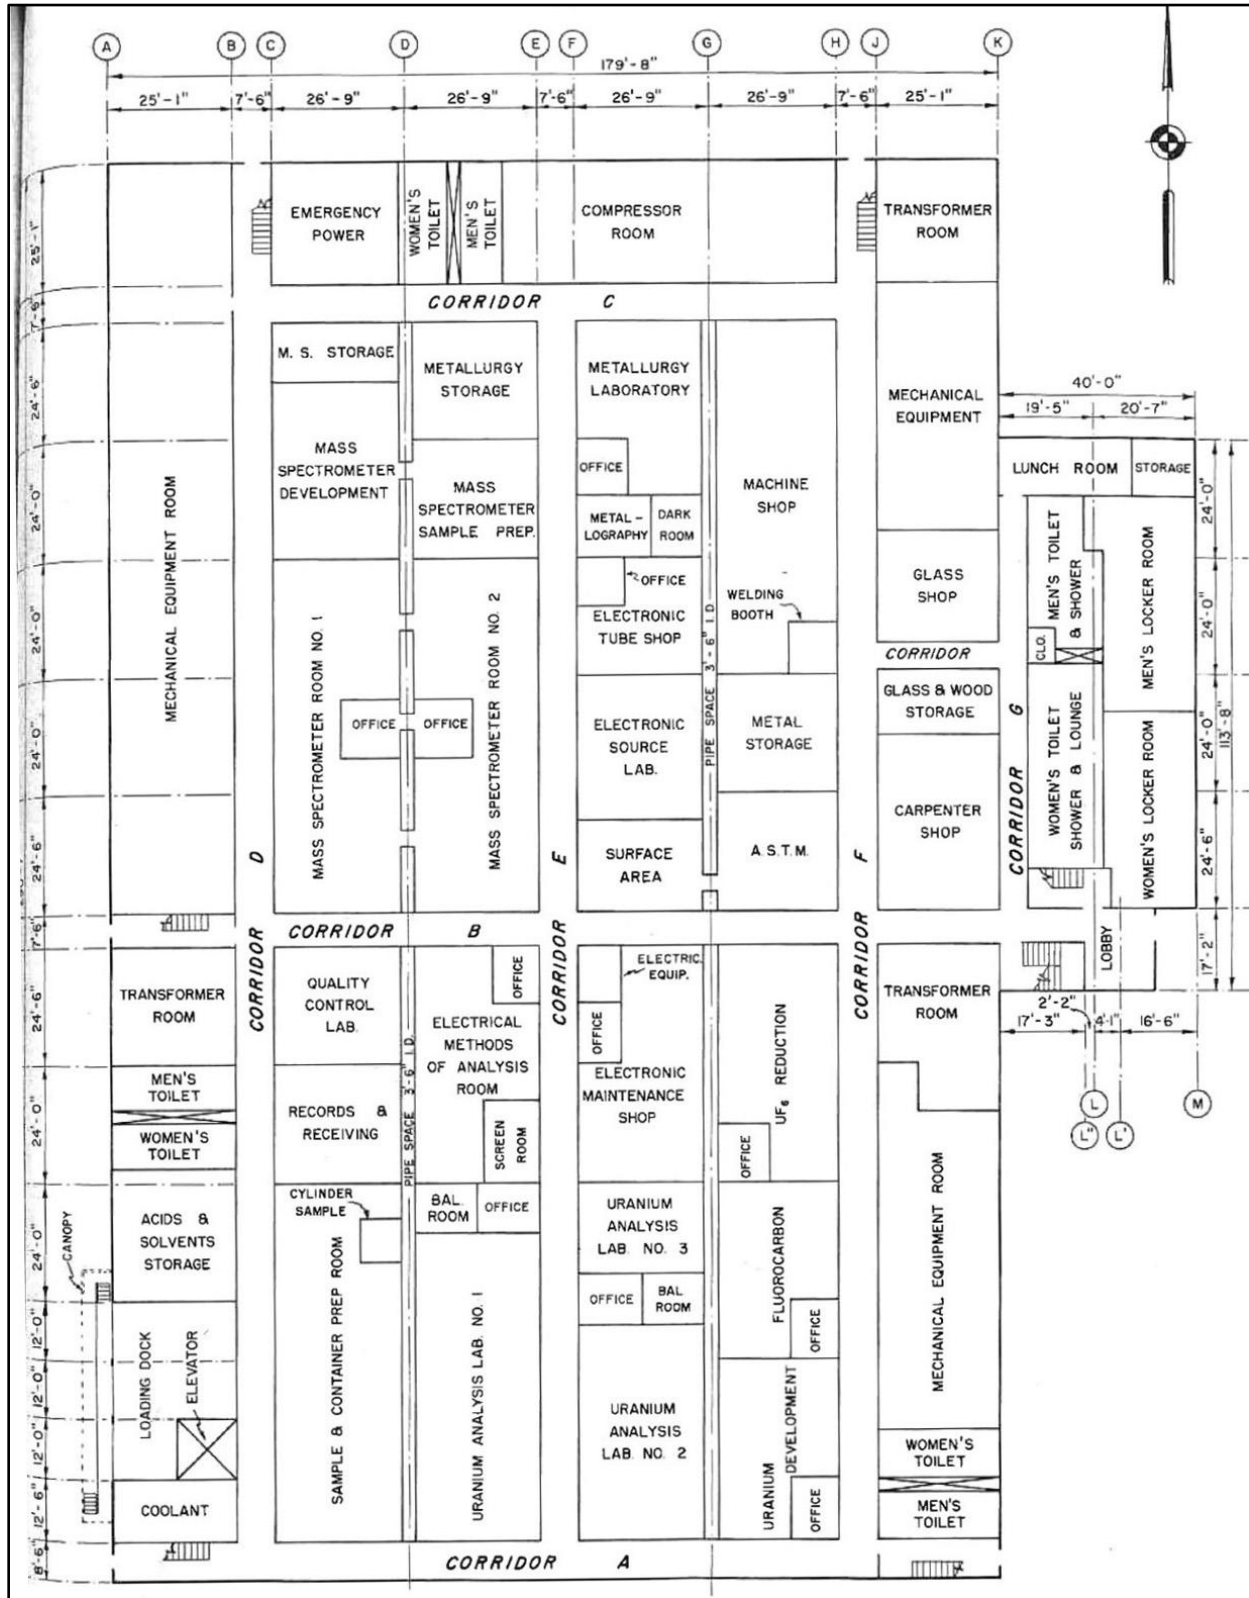 A B C D E F G H J K
179'-8"
25'-1" 7'-6" 26'-9" 26'-9" 7'-6" 26'-9" 26'-9" 7'-6" 25'-1"
25'-1"
7'-6"
24'-6"
24'-0"
24'-0"
24'-0"
24'-6"
7'-6"
24'-6"
24'-0"
24'-0"
12'-0"
12'-0"
12'-0"
12'-6"
8'-6"
EMERGENCY
POWER
WOMEN'S
TOILET
MEN'S
TOILET
COMPRESSOR
ROOM
TRANSFORMER
ROOM
CORRIDOR C
M. S. STORAGE
METALLURGY
STORAGE
METALLURGY
LABORATORY
MECHANICAL
EQUIPMENT
40'-0"
19'-5" 20'-7"
MECHANICAL EQUIPMENT ROOM
MASS
SPECTROMETER
DEVELOPMENT
MASS
SPECTROMETER
SAMPLE PREP.
OFFICE
METAL-
LOGRAPHY
DARK
ROOM
MACHINE
SHOP
LUNCH ROOM
STORAGE
OFFICE
ELECTRONIC
TUBE SHOP
WELDING
BOOTH
GLASS
SHOP
CORRIDOR
MEN'S TOILET
& SHOWER
CLO.
MEN'S LOCKER ROOM
24'-0"
24'-0"
24'-0"
24'-6"
17'-2"
113'-8"
MASS SPECTROMETER ROOM NO. 1
MASS SPECTROMETER ROOM NO. 2
OFFICE
OFFICE
PIPE SPACE 3'-6" I.D.
ELECTRONIC
SOURCE
LAB.
METAL
STORAGE
GLASS & WOOD
STORAGE
CARPENTER
SHOP
CORRIDOR G
WOMEN'S TOILET
SHOWER & LOUNGE
WOMEN'S LOCKER ROOM
SURFACE
AREA
A.S.T.M.
CORRIDOR D
CORRIDOR E
CORRIDOR F
CORRIDOR B
LOBBY
2'-2"
17'-3" 4'-1" 16'-6"
L
L"
L'
M
TRANSFORMER
ROOM
QUALITY
CONTROL
LAB.
OFFICE
ELECTRICAL
METHODS
OF ANALYSIS
ROOM
ELECTRIC.
EQUIP.
OFFICE
ELECTRONIC
MAINTENANCE
SHOP
UF6 REDUCTION
OFFICE
TRANSFORMER
ROOM
MEN'S
TOILET
WOMEN'S
TOILET
RECORDS &
RECEIVING
PIPE SPACE 3'-6" I.D.
SCREEN
ROOM
CANOPY
ACIDS &
SOLVENTS
STORAGE
CYLINDER
SAMPLE
BAL.
ROOM
OFFICE
URANIUM
ANALYSIS
LAB. NO. 3
OFFICE
BAL
ROOM
FLUOROCARBON
OFFICE
MECHANICAL EQUIPMENT ROOM
LOADING DOCK
ELEVATOR
SAMPLE & CONTAINER PREP ROOM
URANIUM ANALYSIS LAB. NO. 1
URANIUM
ANALYSIS
LAB. NO. 2
URANIUM
DEVELOPMENT
OFFICE
WOMEN'S
TOILET
MEN'S
TOILET
COOLANT
CORRIDOR A